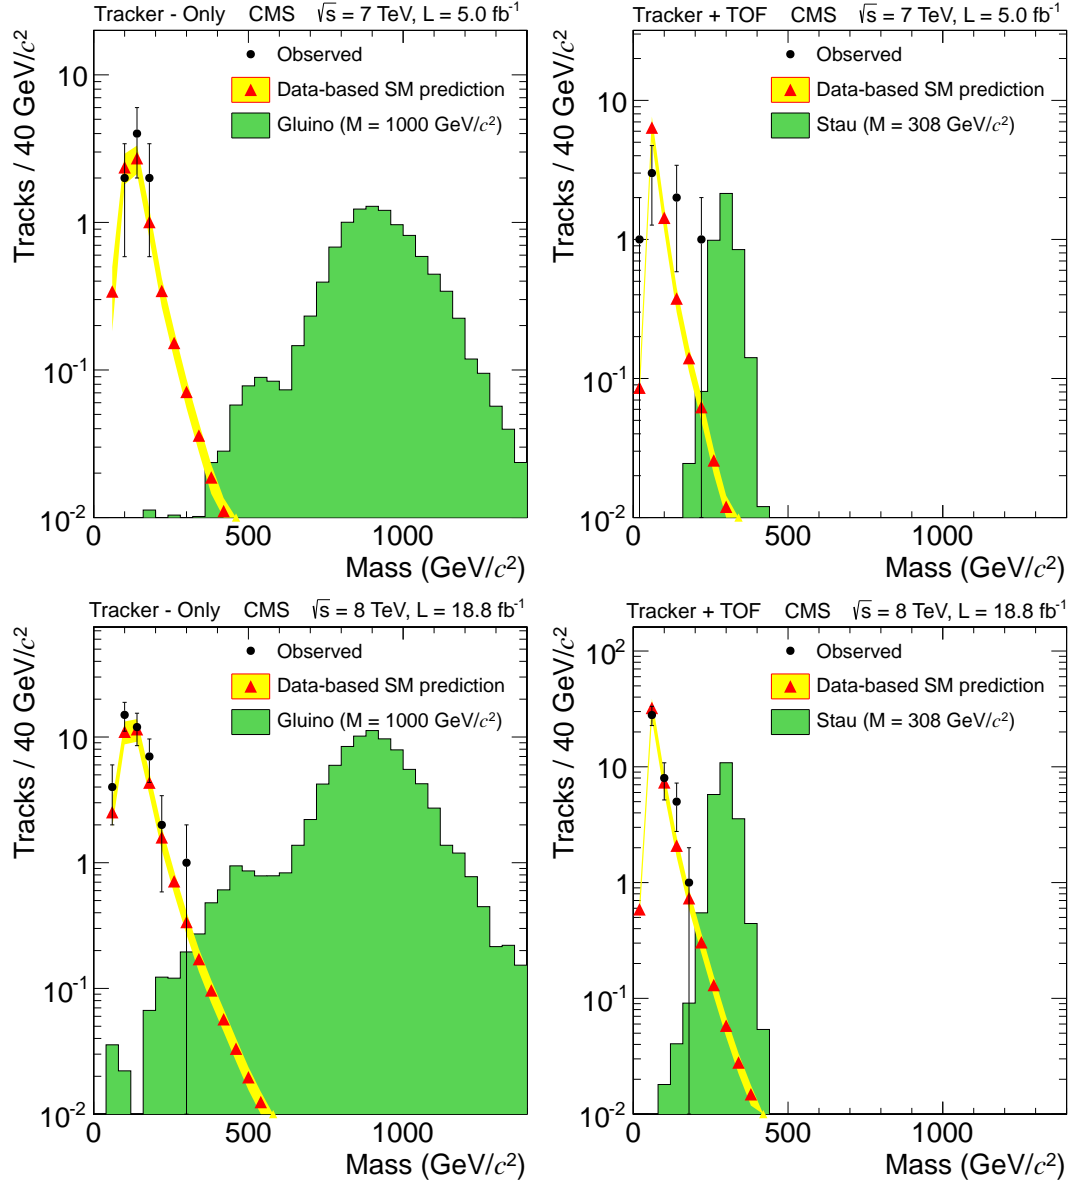 Tracker - Only CMS √s = 7 TeV, L = 5.0 fb⁻¹
Tracks / 40 GeV/c²
Observed
Data-based SM prediction
Gluino (M = 1000 GeV/c²)
10
1
10⁻¹
10⁻²
0 500 1000
Mass (GeV/c²)
Tracker + TOF CMS √s = 7 TeV, L = 5.0 fb⁻¹
Tracks / 40 GeV/c²
Observed
Data-based SM prediction
Stau (M = 308 GeV/c²)
10
1
10⁻¹
10⁻²
0 500 1000
Mass (GeV/c²)
Tracker - Only CMS √s = 8 TeV, L = 18.8 fb⁻¹
Tracks / 40 GeV/c²
Observed
Data-based SM prediction
Gluino (M = 1000 GeV/c²)
10
1
10⁻¹
10⁻²
0 500 1000
Mass (GeV/c²)
Tracker + TOF CMS √s = 8 TeV, L = 18.8 fb⁻¹
Tracks / 40 GeV/c²
Observed
Data-based SM prediction
Stau (M = 308 GeV/c²)
10²
10
1
10⁻¹
10⁻²
0 500 1000
Mass (GeV/c²)